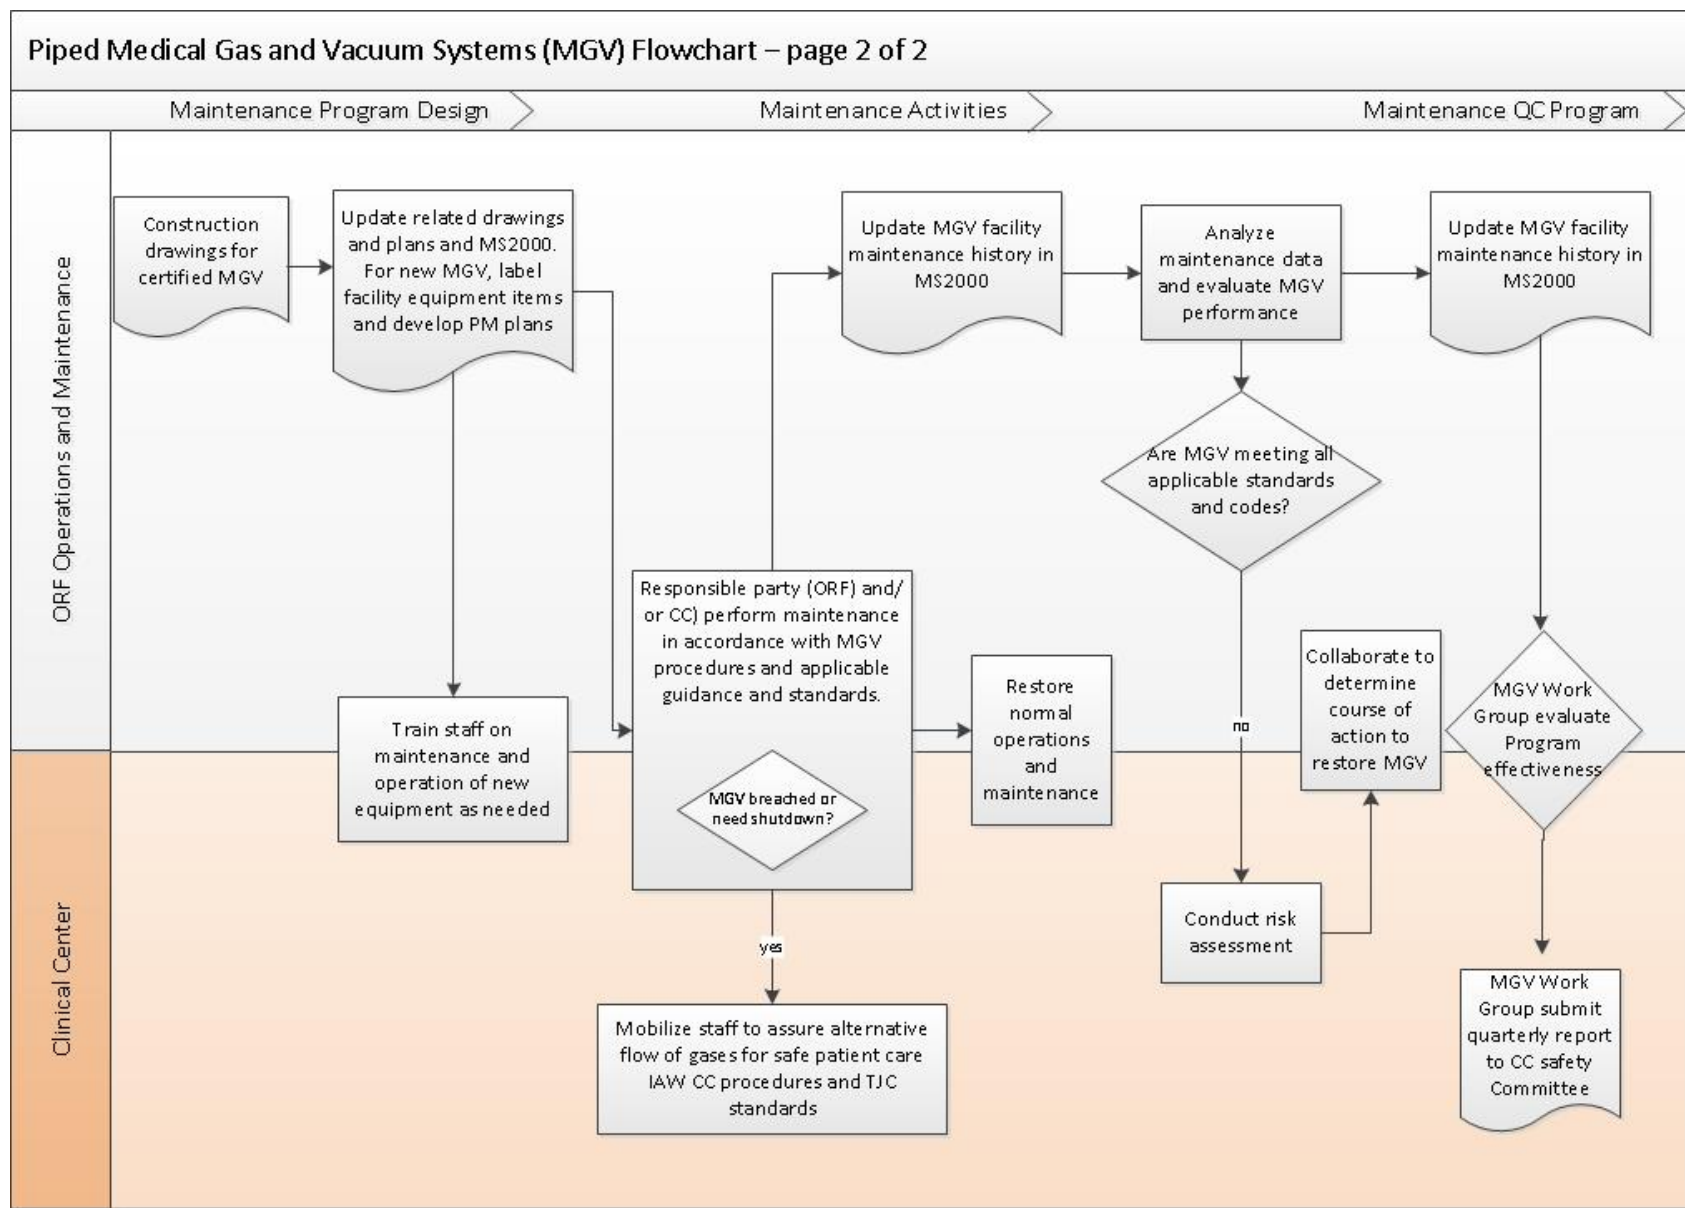 Piped Medical Gas and Vacuum Systems (MGV) Flowchart – page 2 of 2
Maintenance Program Design
Maintenance Activities
Maintenance QC Program
ORF Operations and Maintenance
Construction
drawings for
certified MGV
Update related drawings
and plans and MS2000.
For new MGV, label
facility equipment items
and develop PM plans
Train staff on
maintenance and
operation of new
equipment as needed
Responsible party (ORF) and/
or CC) perform maintenance
in accordance with MGV
procedures and applicable
guidance and standards.
MGV breached or
need shutdown?
yes
Mobilize staff to assure alternative
flow of gases for safe patient care
IAW CC procedures and TJC
standards
Restore
normal
operations
and
maintenance
Update MGV facility
maintenance history in
MS2000
Analyze
maintenance data
and evaluate MGV
performance
Are MGV meeting all
applicable standards
and codes?
no
Conduct risk
assessment
Collaborate to
determine
course of
action to
restore MGV
Update MGV facility
maintenance history in
MS2000
MGV Work
Group evaluate
Program
effectiveness
MGV Work
Group submit
quarterly report
to CC safety
Committee
Clinical Center